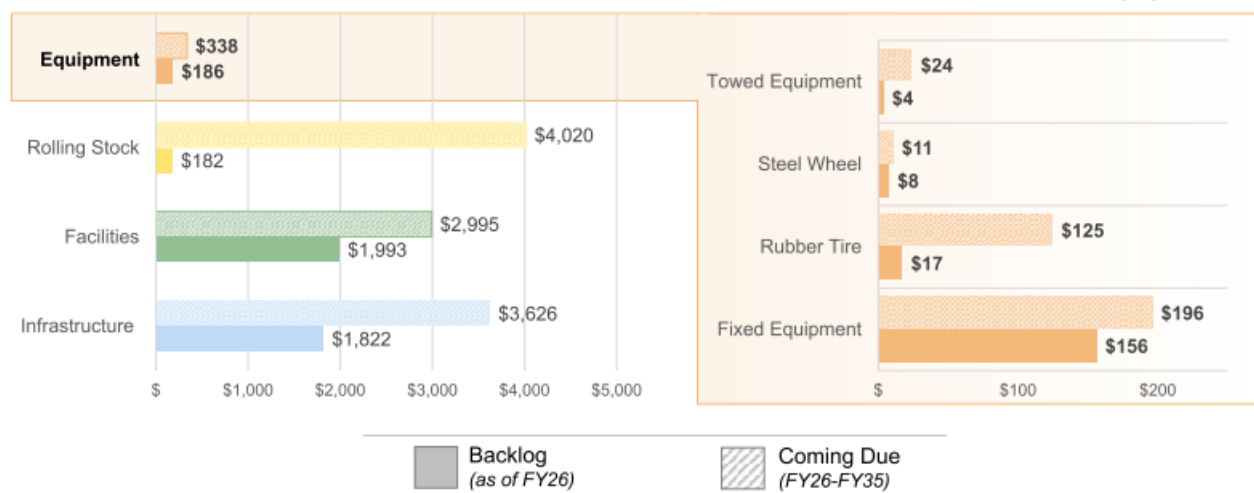 Equipment
$338
$186
Rolling Stock
$4,020
$182
Facilities
$2,995
$1,993
Infrastructure
$3,626
$1,822
$ $1,000 $2,000 $3,000 $4,000 $5,000
Towed Equipment
$24
$4
Steel Wheel
$11
$8
Rubber Tire
$125
$17
Fixed Equipment
$196
$156
$ $100 $200
Backlog
(as of FY26)
Coming Due
(FY26-FY35)